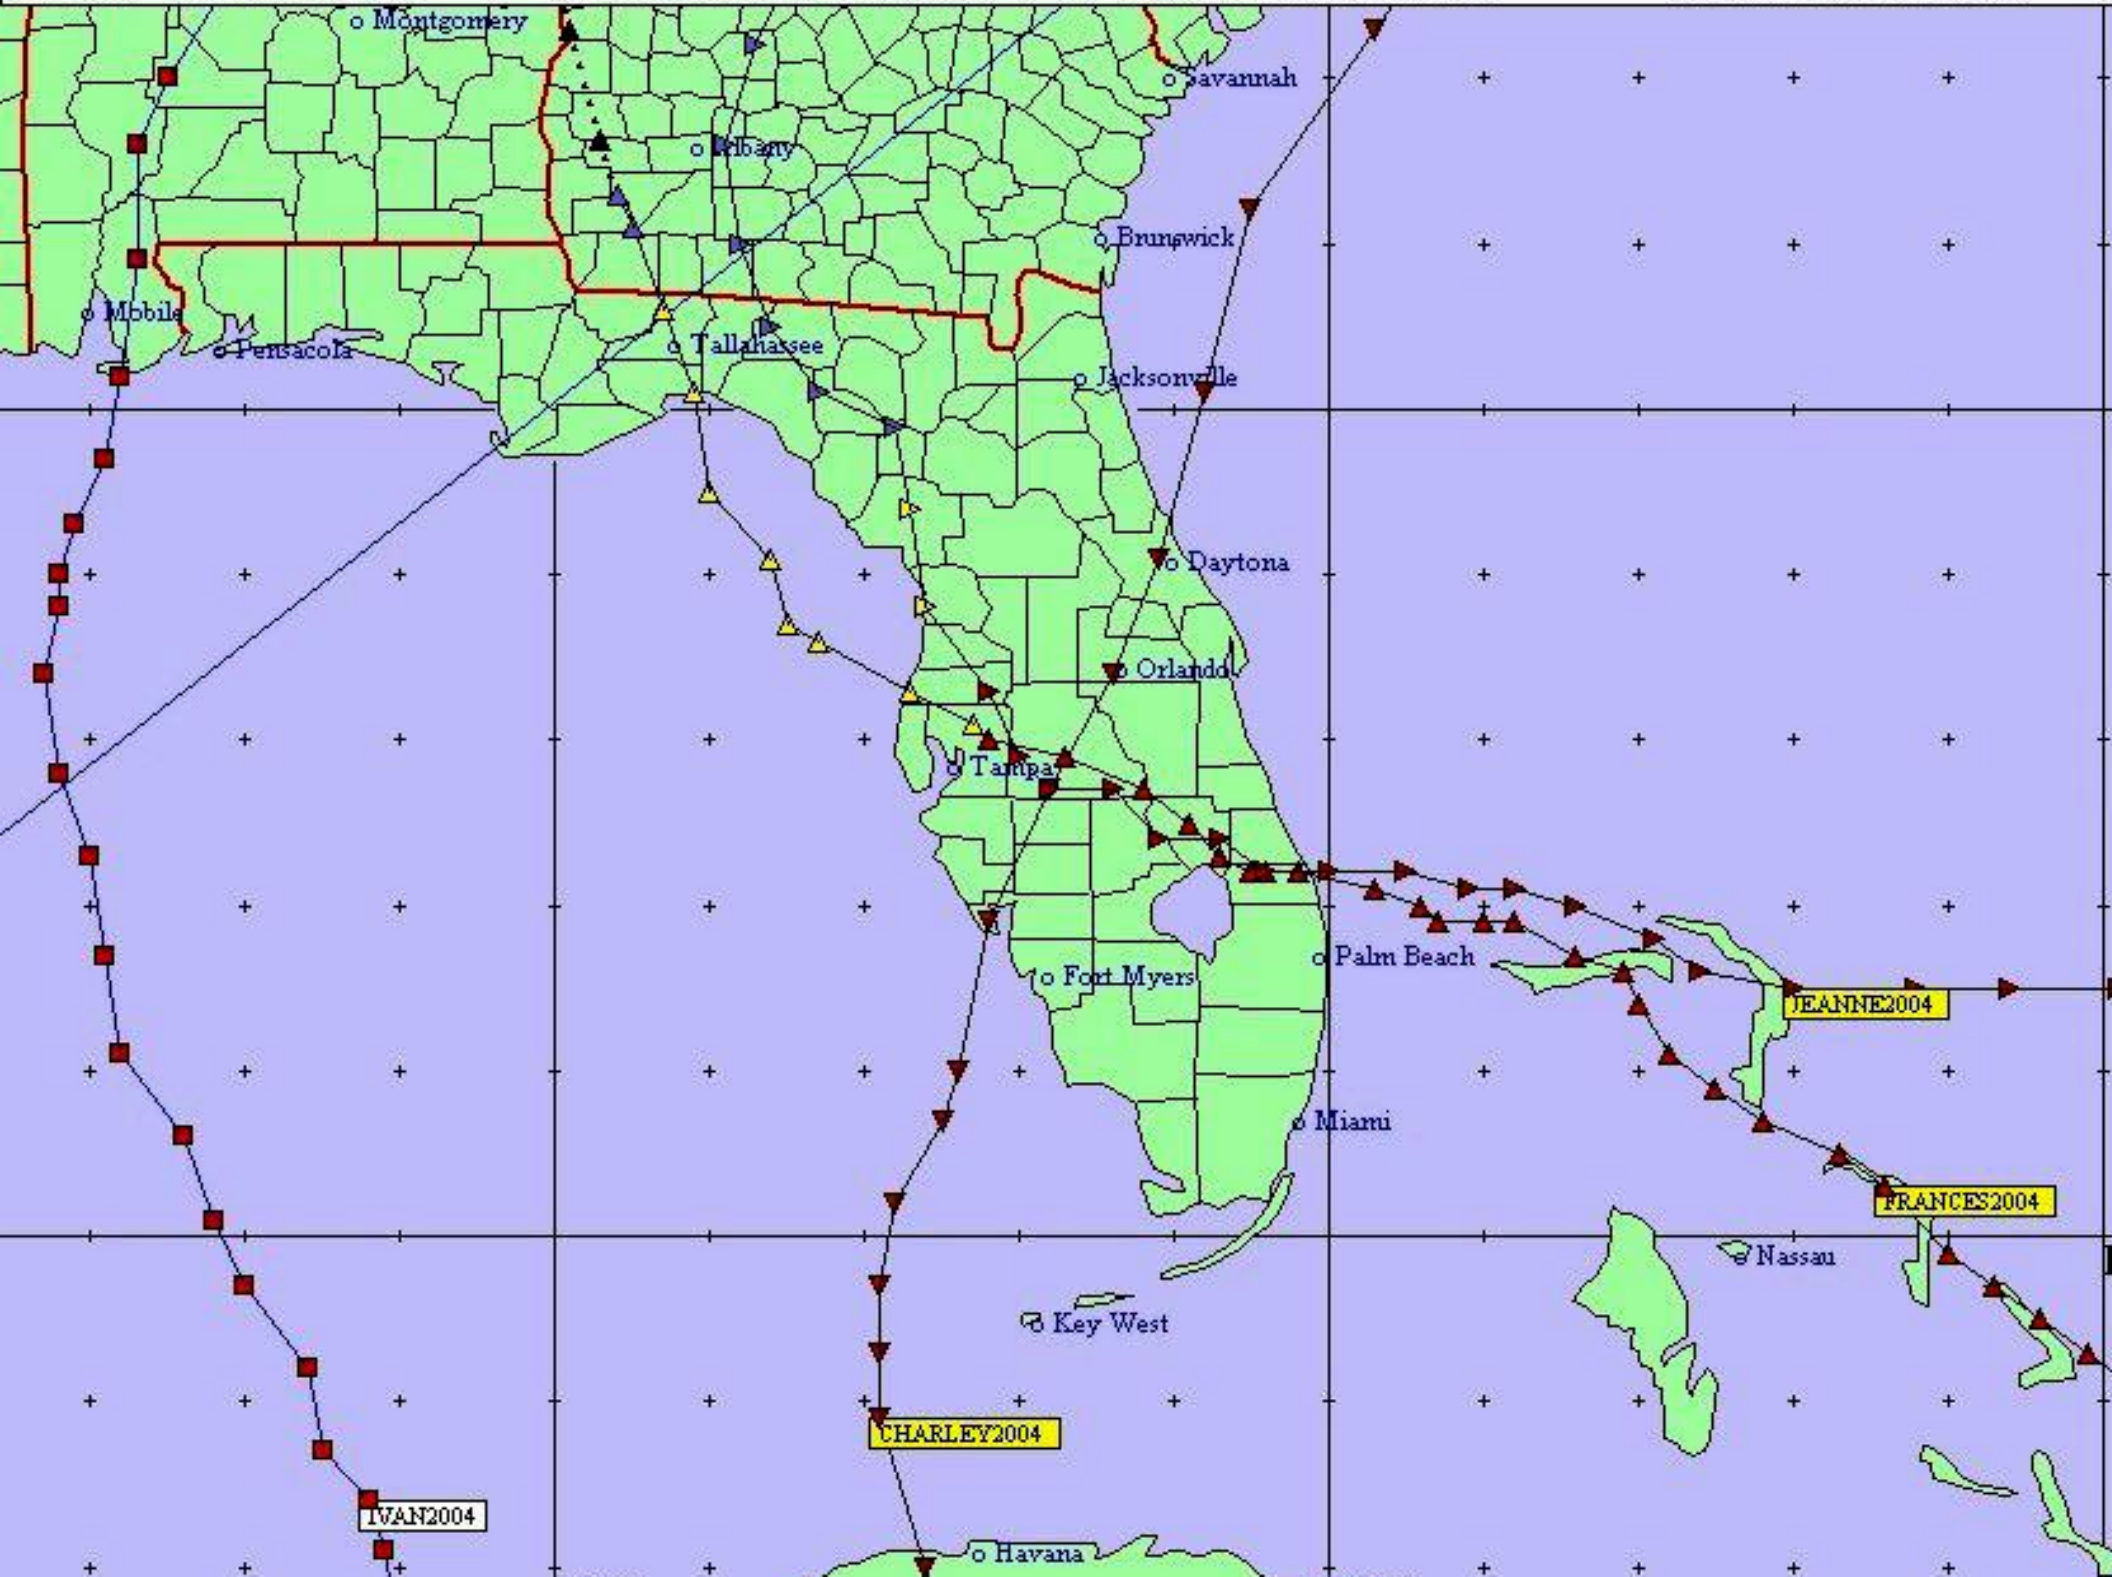 Montgomery
Savannah
Albany
Brunswick
Mobile
Pensacola
Tallahassee
Jacksonville
Daytona
Orlando
Tampa
Palm Beach
Fort Myers
JEANNE2004
Miami
FRANCES2004
Nassau
Key West
CHARLEY2004
IVAN2004
Havana